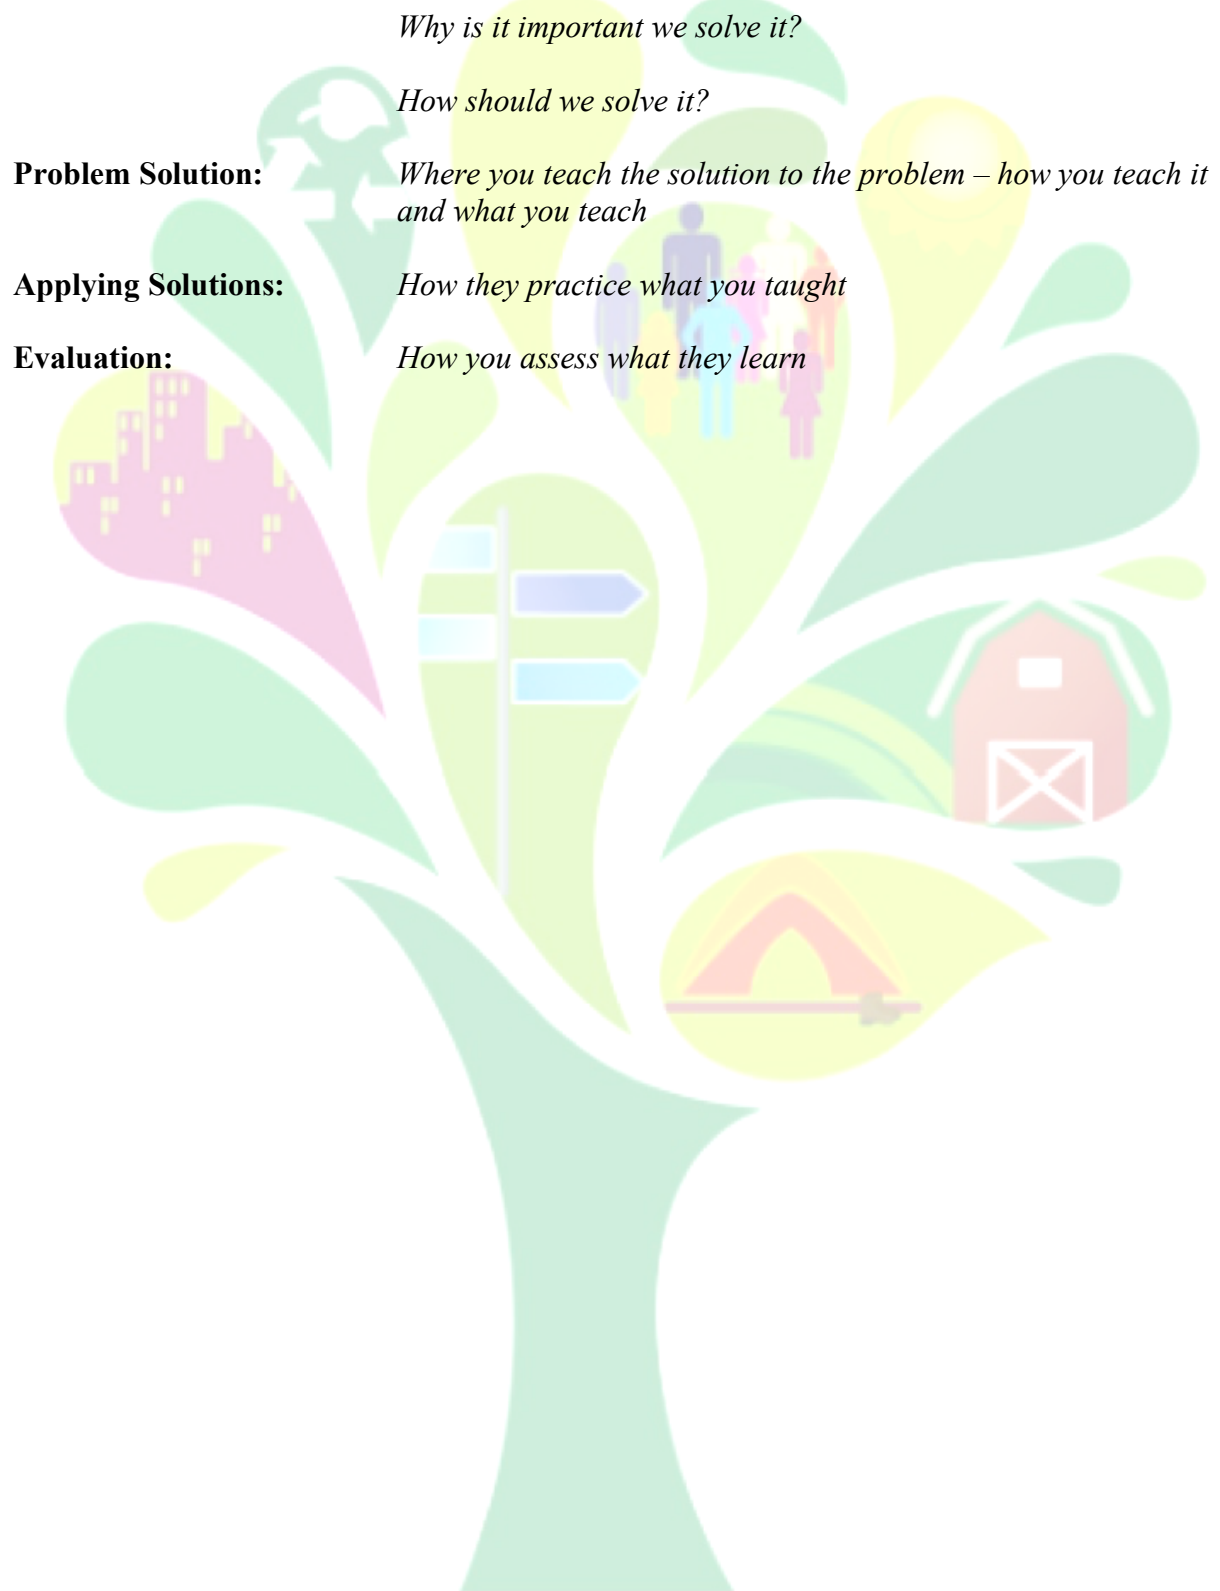 Why is it important we solve it?
How should we solve it?
Problem Solution: Where you teach the solution to the problem – how you teach it
and what you teach
Applying Solutions: How they practice what you taught
Evaluation: How you assess what they learn